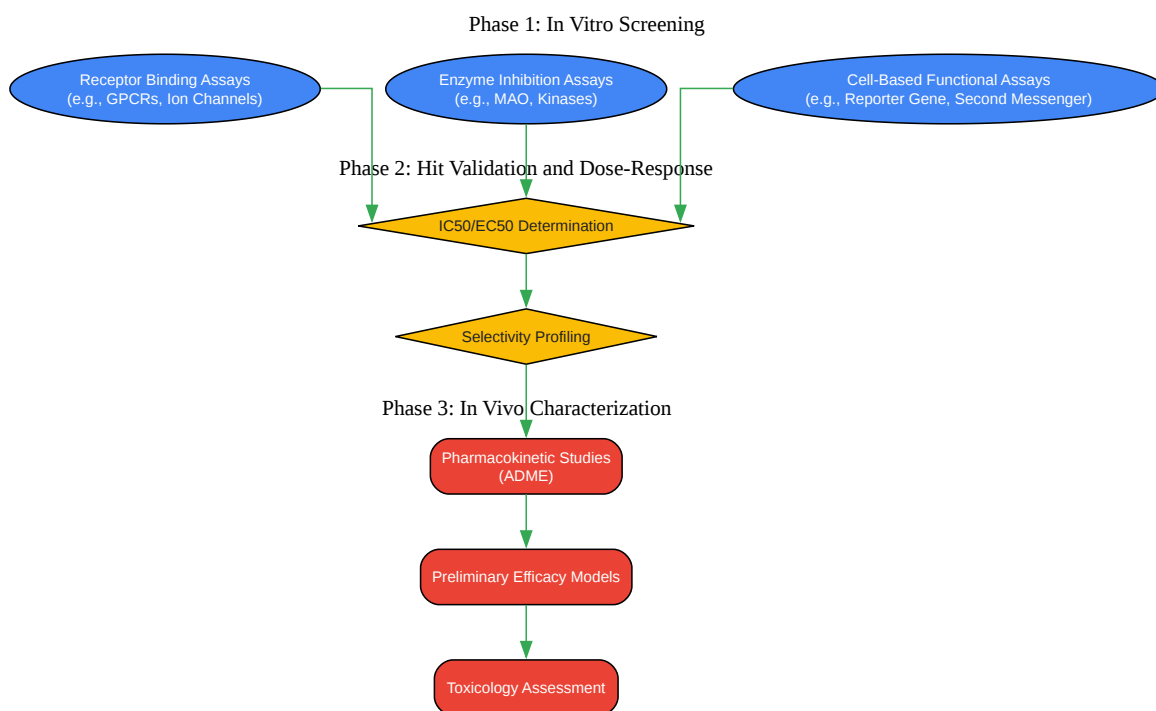 Phase 1: In Vitro Screening
Receptor Binding Assays
(e.g., GPCRs, Ion Channels)
Enzyme Inhibition Assays
(e.g., MAO, Kinases)
Cell-Based Functional Assays
(e.g., Reporter Gene, Second Messenger)
Phase 2: Hit Validation and Dose-Response
IC50/EC50 Determination
Selectivity Profiling
Phase 3: In Vivo Characterization
Pharmacokinetic Studies
(ADME)
Preliminary Efficacy Models
Toxicology Assessment